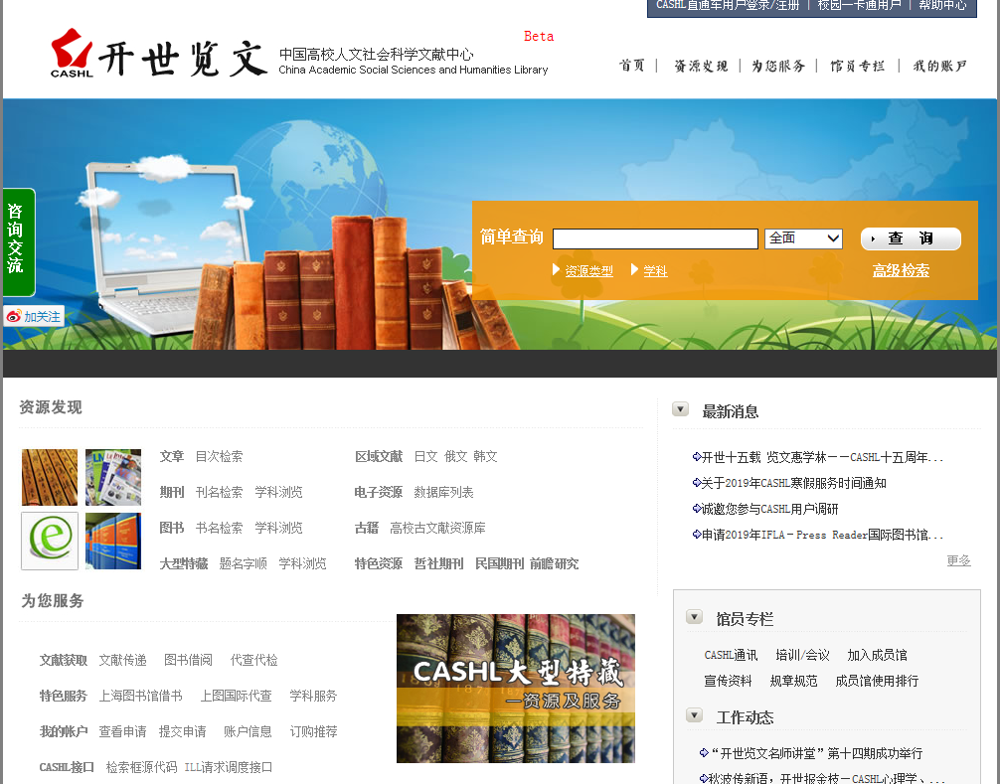 CASHL直通车用户登录/注册 | 校园一卡通用户 | 帮助中心
CASHL 开世览文 中国高校人文社会科学文献中心 Beta
China Academic Social Sciences and Humanities Library
首页 | 资源发现 | 为您服务 | 馆员专栏 | 我的账户
咨询交流
加关注
简单查询 全面 查 询
资源类型 学科 高级检索
资源发现
文章 目次检索 区域文献 日文 俄文 韩文
期刊 刊名检索 学科浏览 电子资源 数据库列表
图书 书名检索 学科浏览 古籍 高校古文献资源库
大型特藏 题名字顺 学科浏览 特色资源 哲社期刊 民国期刊 前瞻研究
最新消息
开世十五载 览文惠学林——CASHL十五周年...
关于2019年CASHL寒假服务时间通知
诚邀您参与CASHL用户调研
申请2019年IFLA－Press Reader国际图书馆...
更多
为您服务
文献获取 文献传递 图书借阅 代查代检
特色服务 上海图书馆借书 上图国际代查 学科服务
我的帐户 查看申请 提交申请 账户信息 订购推荐
CASHL接口 检索框源代码 ILL请求调度接口
CASHL大型特藏
—资源及服务
馆员专栏
CASHL通讯 培训/会议 加入成员馆
宣传资料 规章规范 成员馆使用排行
工作动态
“开世览文名师讲堂”第十四期成功举行
秋波传新语，开世报金枝—CASHL心理学、...